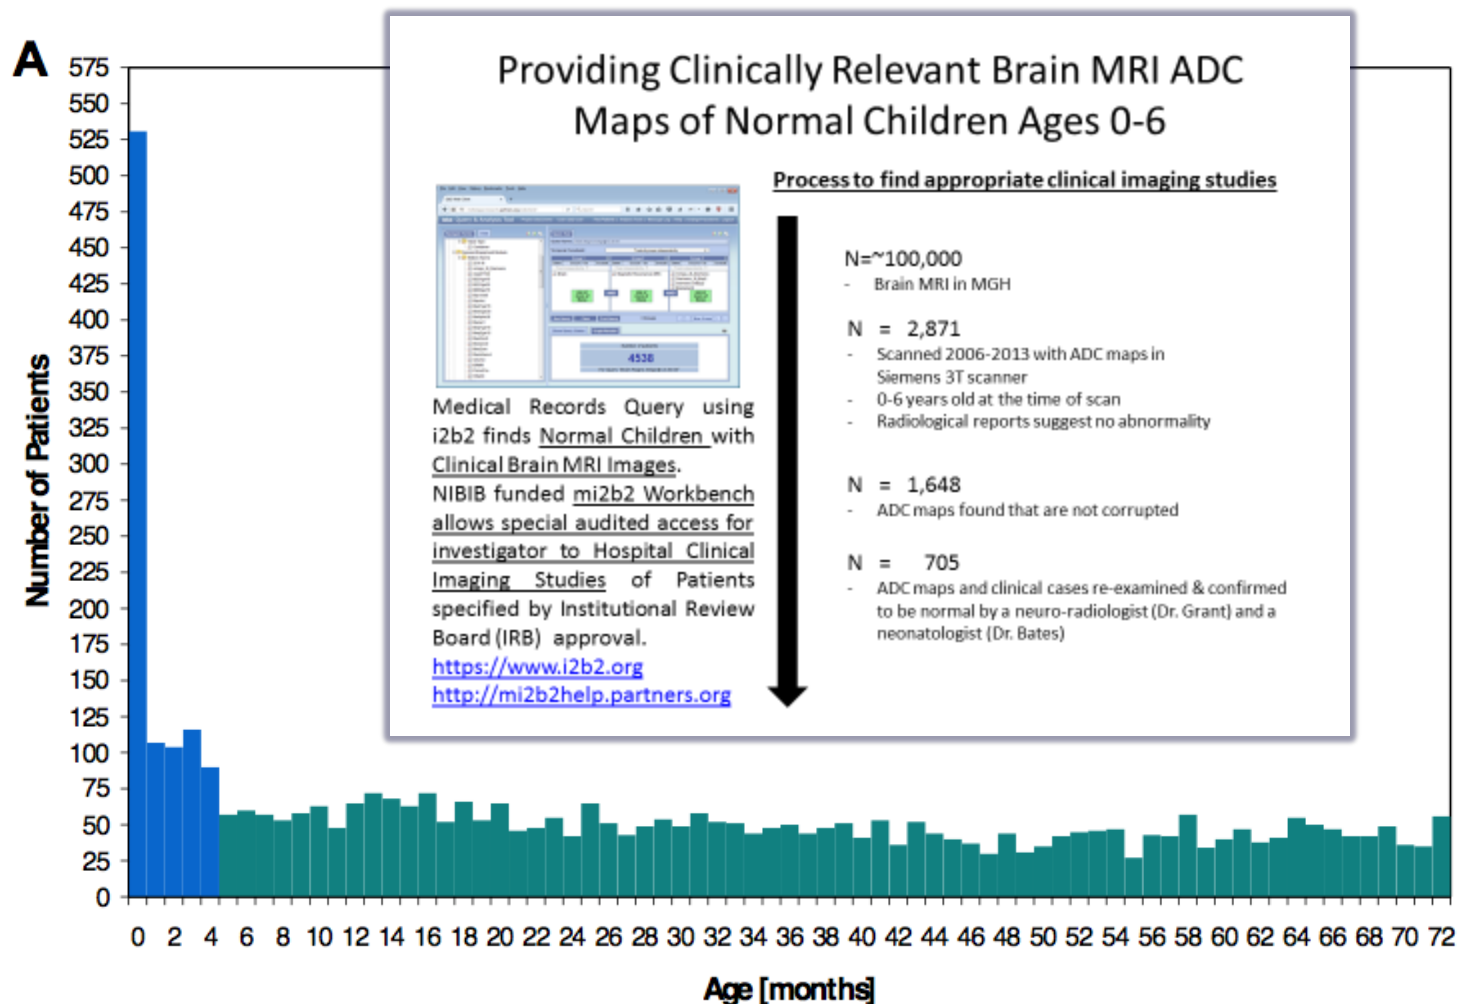 A
Providing Clinically Relevant Brain MRI ADC
Maps of Normal Children Ages 0-6
4538
Medical Records Query using
i2b2 finds Normal Children with
Clinical Brain MRI Images.
NIBIB funded mi2b2 Workbench
allows special audited access for
investigator to Hospital Clinical
Imaging Studies of Patients
specified by Institutional Review
Board (IRB) approval.
https://www.i2b2.org
http://mi2b2help.partners.org
Process to find appropriate clinical imaging studies
N=~100,000
- Brain MRI in MGH
N = 2,871
- Scanned 2006-2013 with ADC maps in
Siemens 3T scanner
- 0-6 years old at the time of scan
- Radiological reports suggest no abnormality
N = 1,648
- ADC maps found that are not corrupted
N = 705
- ADC maps and clinical cases re-examined & confirmed
to be normal by a neuro-radiologist (Dr. Grant) and a
neonatologist (Dr. Bates)
Number of Patients
575
550
525
500
475
450
425
400
375
350
325
300
275
250
225
200
175
150
125
100
75
50
25
0
0 2 4 6 8 10 12 14 16 18 20 22 24 26 28 30 32 34 36 38 40 42 44 46 48 50 52 54 56 58 60 62 64 66 68 70 72
Age [months]